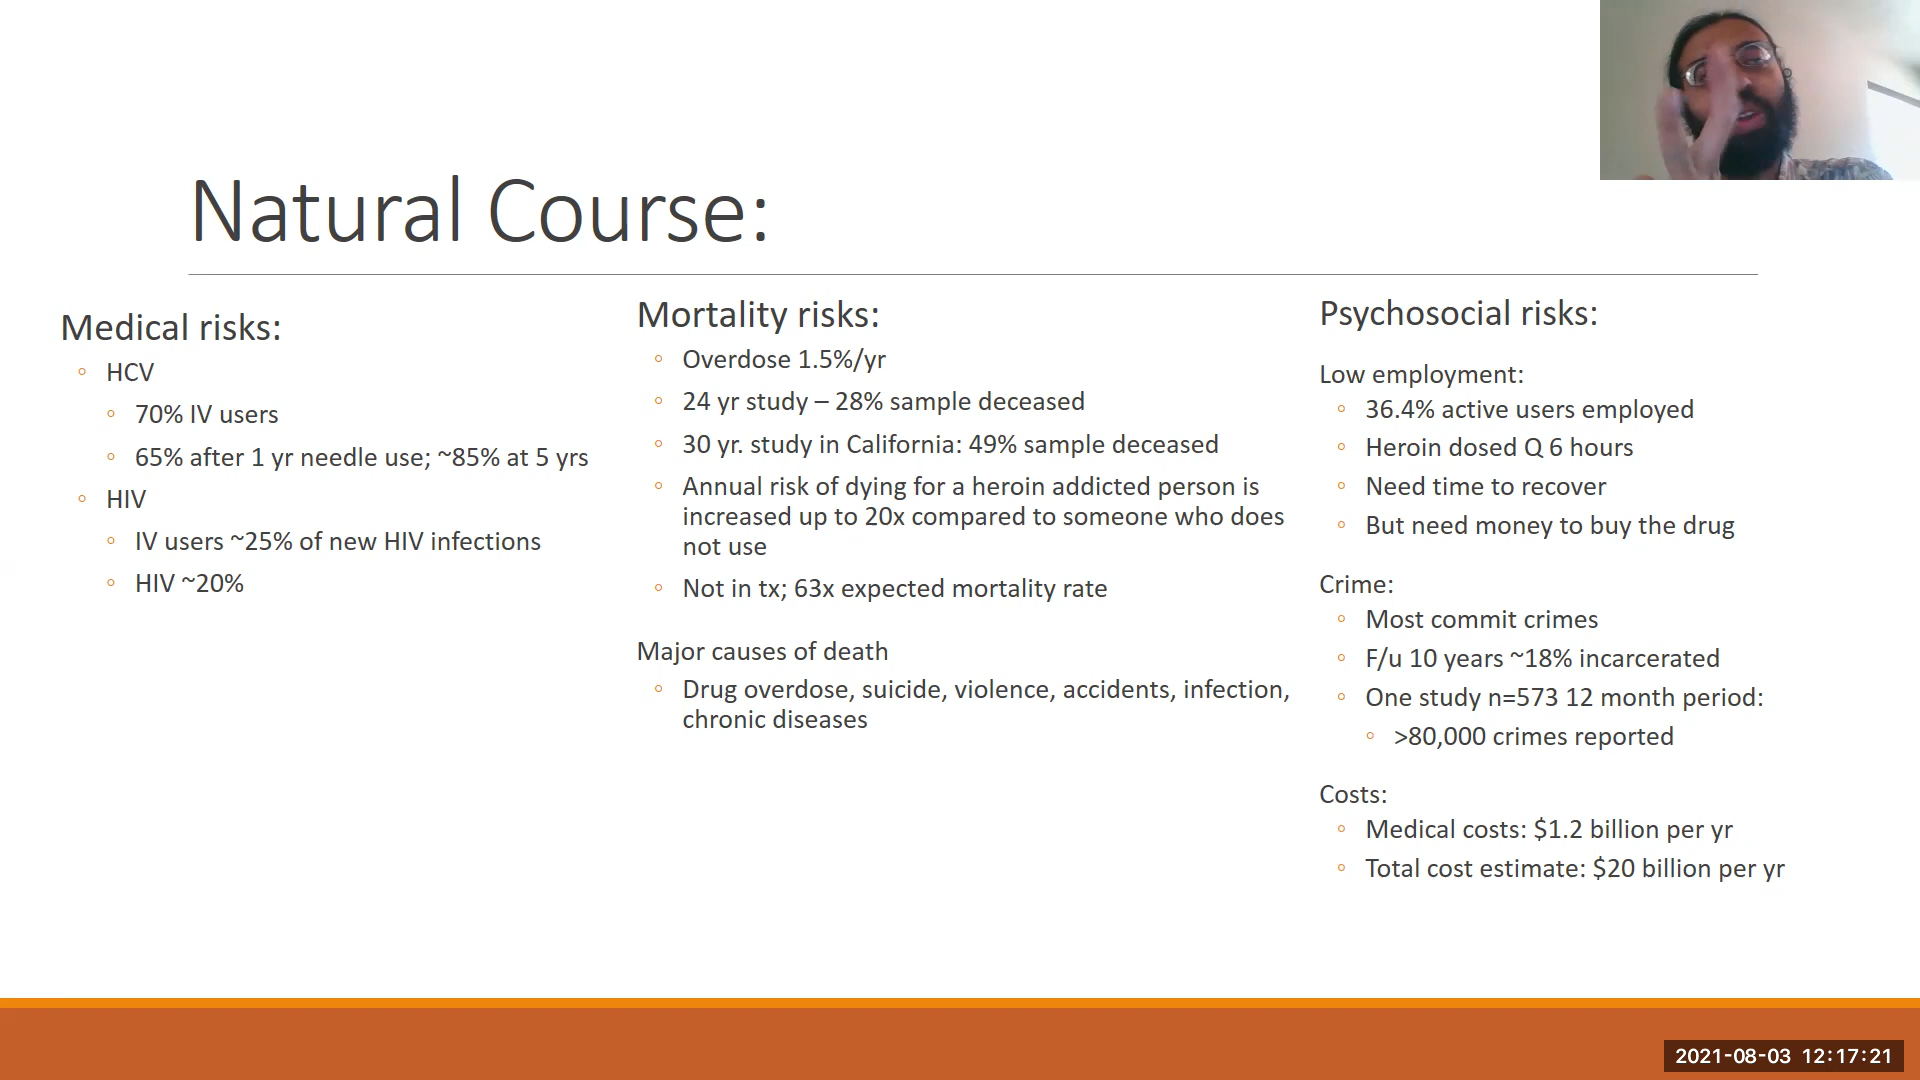 Natural Course:
Medical risks:
HCV
70% IV users
65% after 1 yr needle use; ~85% at 5 yrs
HIV
IV users ~25% of new HIV infections
HIV ~20%
Mortality risks:
Overdose 1.5%/yr
24 yr study – 28% sample deceased
30 yr. study in California: 49% sample deceased
Annual risk of dying for a heroin addicted person is
increased up to 20x compared to someone who does
not use
Not in tx; 63x expected mortality rate
Major causes of death
Drug overdose, suicide, violence, accidents, infection,
chronic diseases
Psychosocial risks:
Low employment:
36.4% active users employed
Heroin dosed Q 6 hours
Need time to recover
But need money to buy the drug
Crime:
Most commit crimes
F/u 10 years ~18% incarcerated
One study n=573 12 month period:
>80,000 crimes reported
Costs:
Medical costs: $1.2 billion per yr
Total cost estimate: $20 billion per yr
2021-08-03 12:17:21